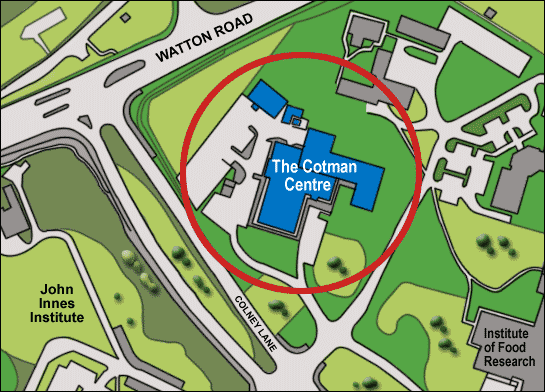 WATTON ROAD
The Cotman
Centre
John
Innes
Institute
COLNEY LANE
Institute
of Food
Research